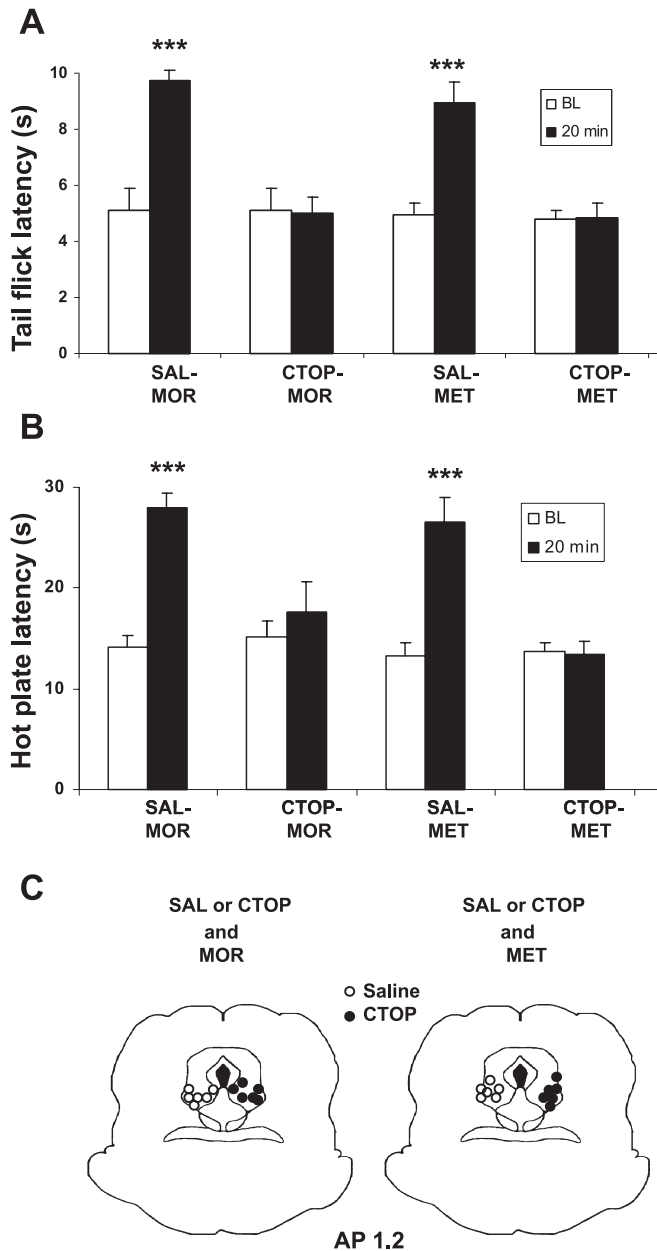 A
Tail flick latency (s)
10
8
6
4
2
0
***
***
BL
20 min
SAL-
MOR
CTOP-
MOR
SAL-
MET
CTOP-
MET
B
Hot plate latency (s)
30
20
10
0
***
***
BL
20 min
SAL-
MOR
CTOP-
MOR
SAL-
MET
CTOP-
MET
C
SAL or CTOP
and
MOR
SAL or CTOP
and
MET
Saline
CTOP
AP 1.2